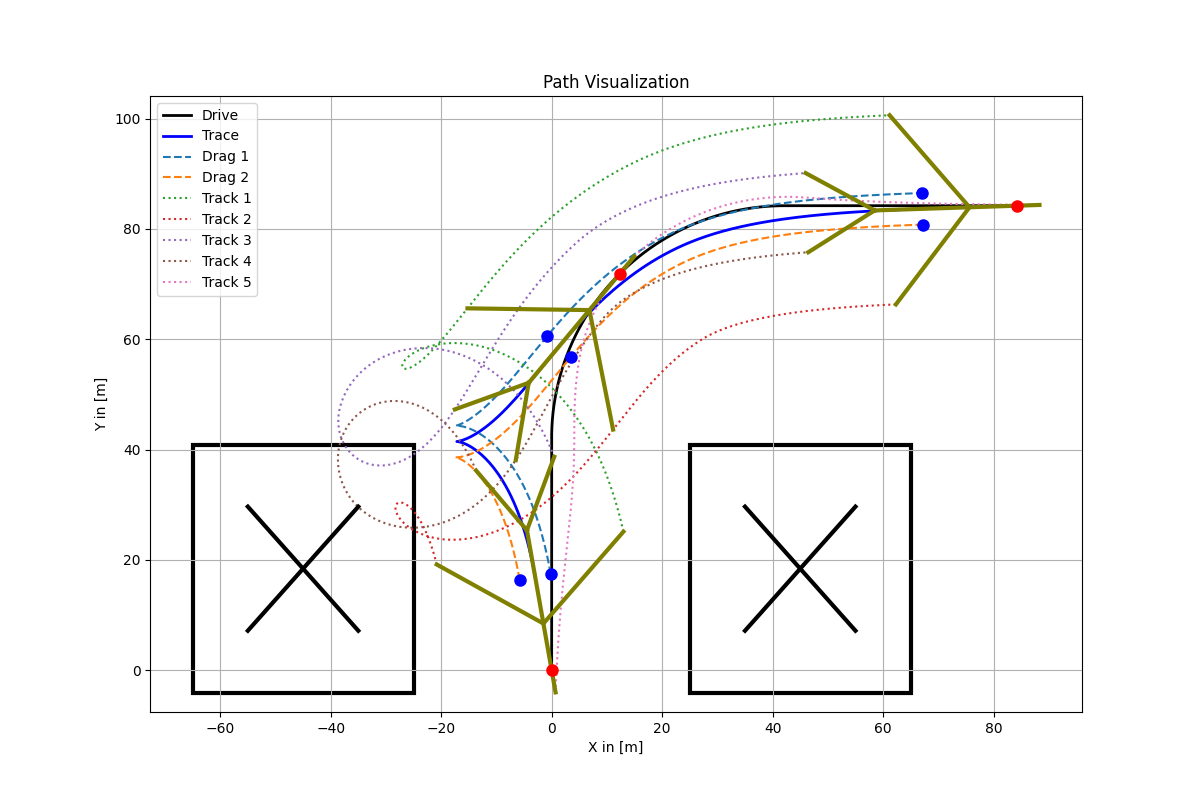 Path Visualization
Drive
Trace
Drag 1
Drag 2
Track 1
Track 2
Track 3
Track 4
Track 5
100
80
60
40
20
0
Y in [m]
−60
−40
−20
0
20
40
60
80
X in [m]